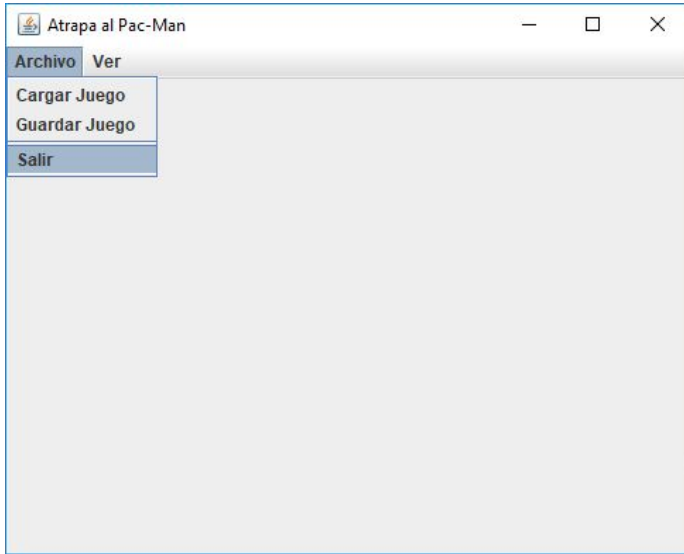 Atrapa al Pac-Man
Archivo Ver
Cargar Juego
Guardar Juego
Salir